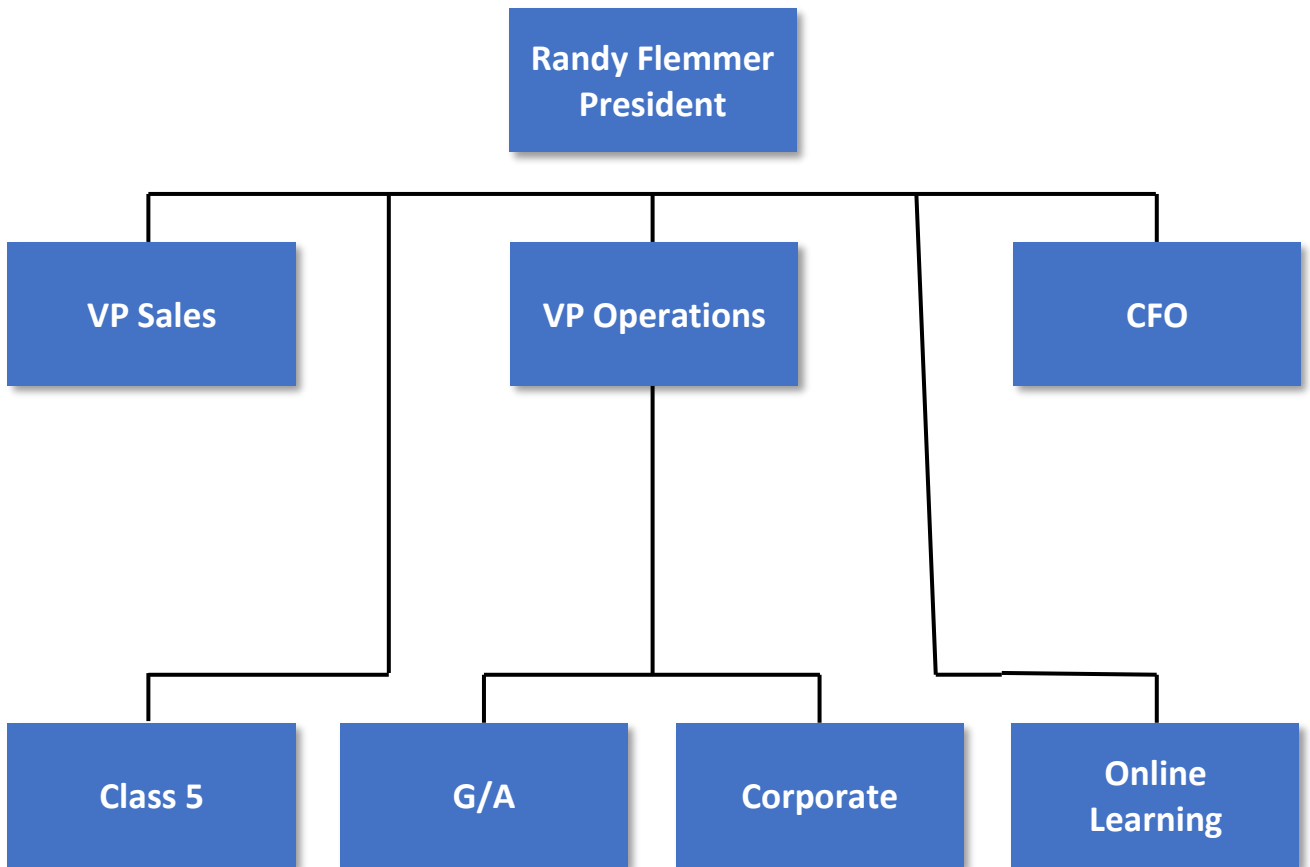 Randy Flemmer
President
VP Sales
VP Operations
CFO
Class 5
G/A
Corporate
Online
Learning